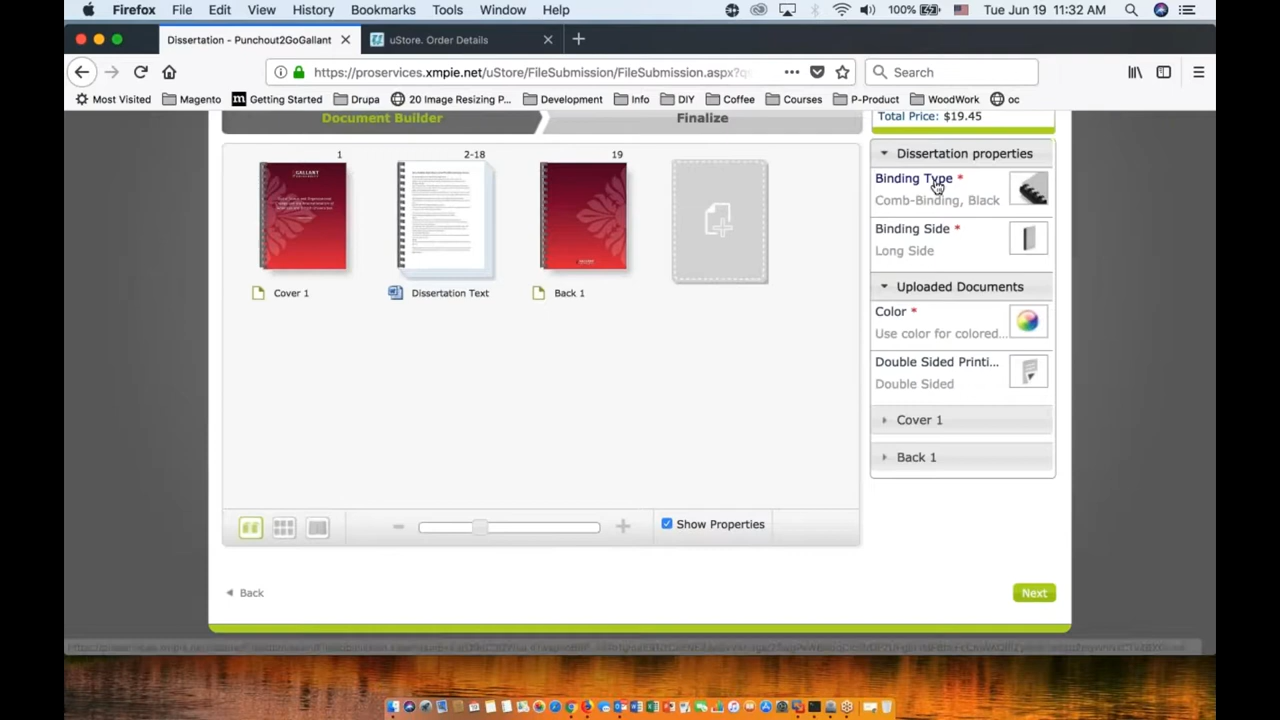 Firefox File Edit View History Bookmarks Tools Window Help 100% Tue Jun 19 11:32 AM
Dissertation - Punchout2GoGallant uStore. Order Details
https://proservices.xmpie.net/uStore/FileSubmission/FileSubmission.aspx?q Search
Most Visited Magento Getting Started Drupa 20 Image Resizing P... Development Info DIY Coffee Courses P-Product WoodWork oc
Document Builder Finalize
Total Price: $19.45
1 2-18 19
GALLANT
Cover 1 Dissertation Text Back 1
Dissertation properties
Binding Type *
Comb-Binding, Black
Binding Side *
Long Side
Uploaded Documents
Color *
Use color for colored...
Double Sided Printi...
Double Sided
Cover 1
Back 1
Show Properties
Back
Next